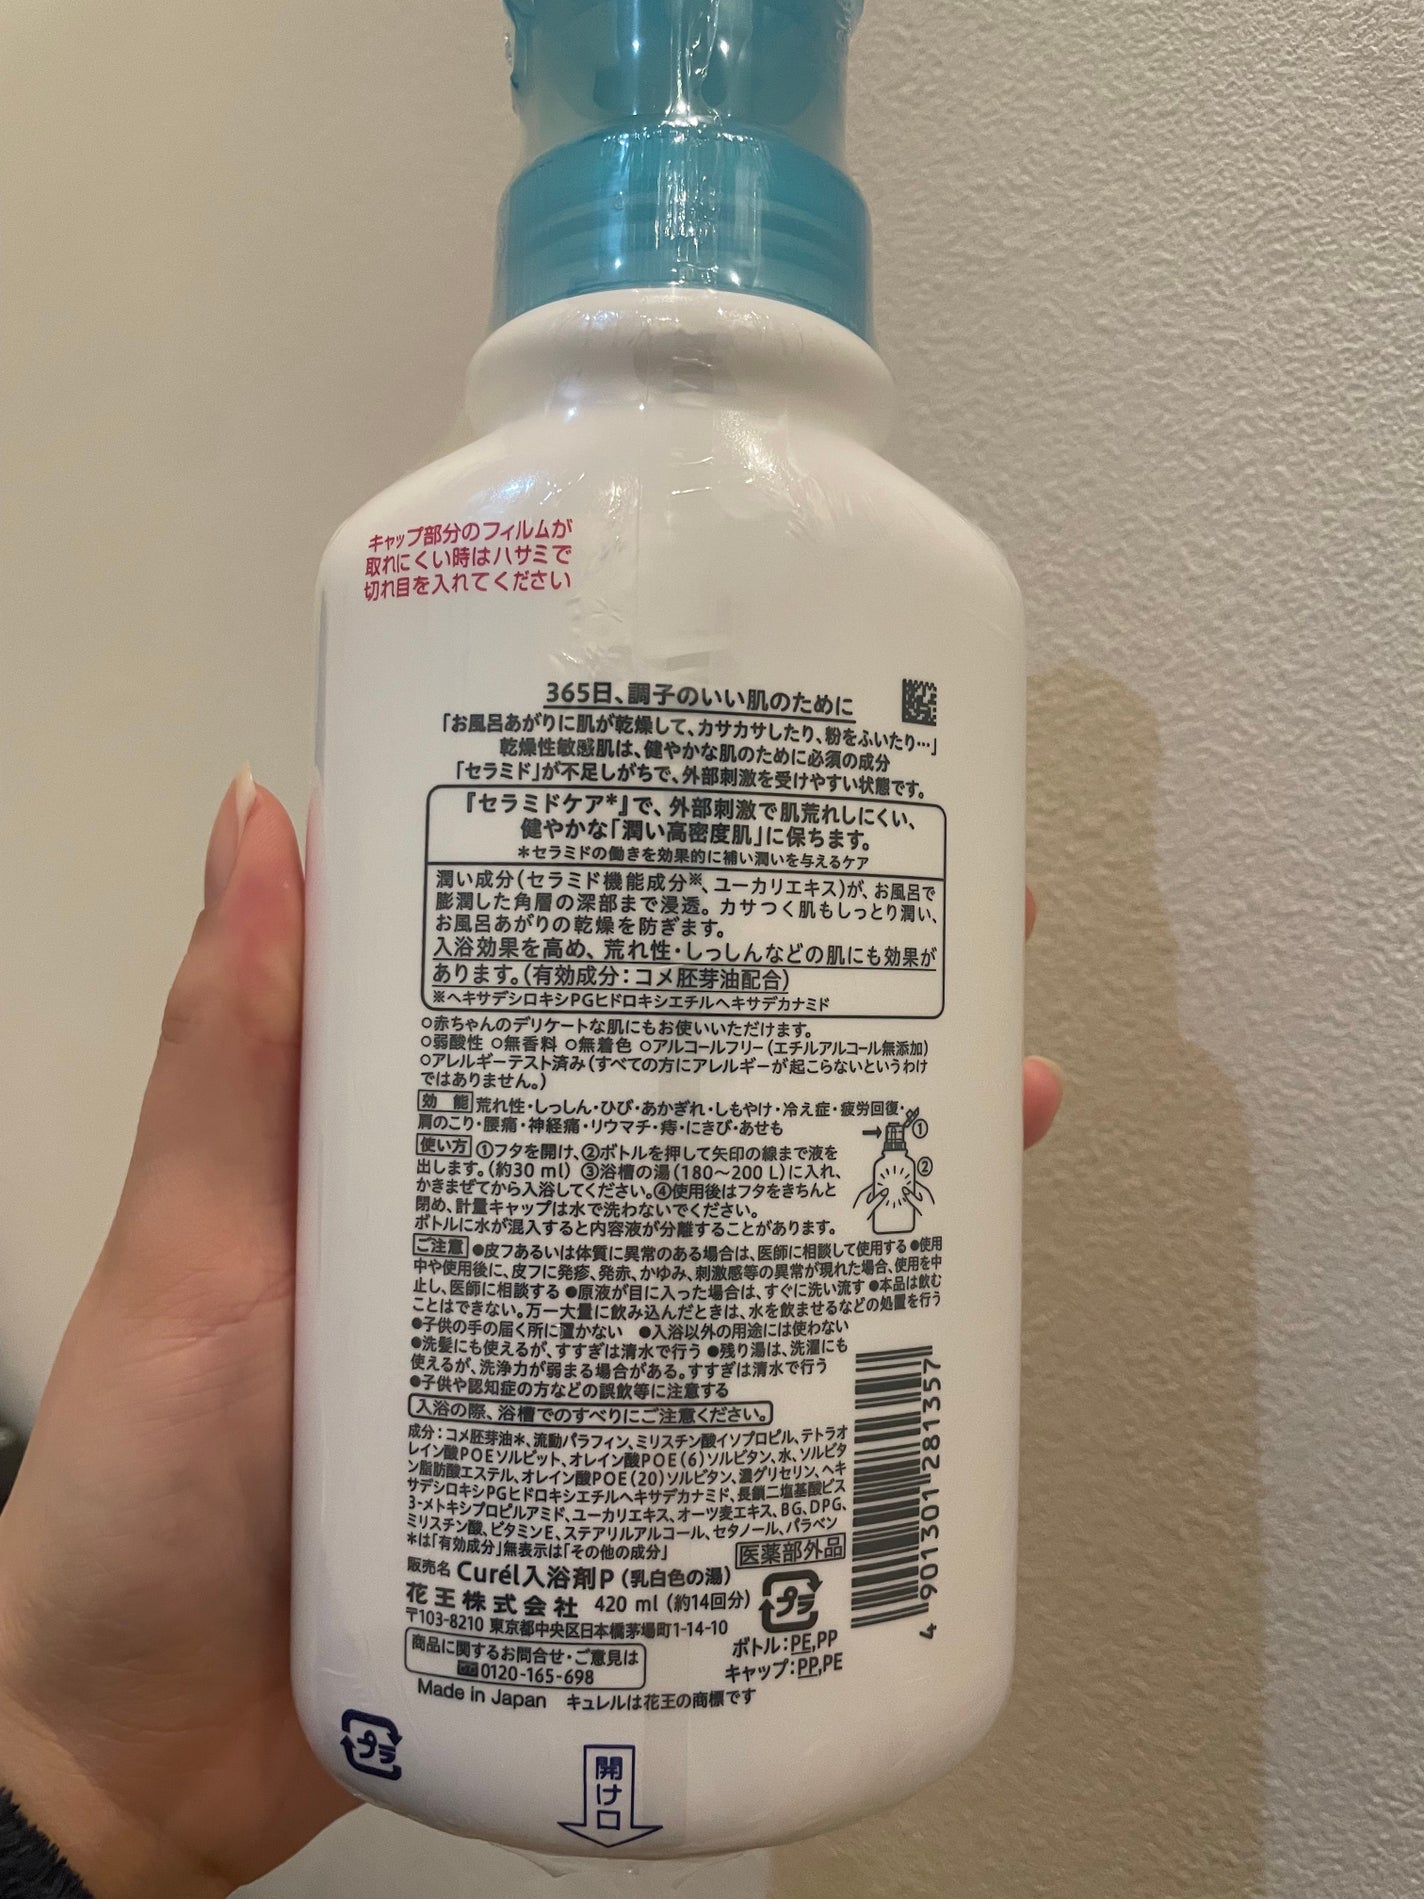 キャップ部分のフィルムが
取れにくい時はハサミで
切れ目を入れてください
365日、調子のいい肌のために
「お風呂あがりに肌が乾燥して、カサカサしたり、粉をふいたり…」
乾燥性敏感肌は、健やかな肌のために必須の成分
「セラミド」が不足しがちで、外部刺激を受けやすい状態です。
『セラミドケア*』で、外部刺激で肌荒れしにくい、
健やかな「潤い高密度肌」に保ちます。
*セラミドの働きを効果的に補い潤いを与えるケア
潤い成分(セラミド機能成分※、ユーカリエキス)が、お風呂で
膨潤した角層の深部まで浸透。カサつく肌もしっとり潤い、
お風呂あがりの乾燥を防ぎます。
入浴効果を高め、荒れ性・しっしんなどの肌にも効果が
あります。(有効成分：コメ胚芽油配合)
※ヘキサデシロキシPGヒドロキシエチルヘキサデカナミド
○赤ちゃんのデリケートな肌にもお使いいただけます。
○弱酸性 ○無香料 ○無着色 ○アルコールフリー(エチルアルコール無添加)
○アレルギーテスト済み(すべての方にアレルギーが起こらないというわけ
ではありません。)
効 能 荒れ性・しっしん・ひび・あかぎれ・しもやけ・冷え症・疲労回復・
肩のこり・腰痛・神経痛・リウマチ・痔・にきび・あせも
使い方 ①フタを開け、②ボトルを押して矢印の線まで液を
出します。(約30 ml) ③浴槽の湯(180～200 L)に入れ、
かきまぜてから入浴してください。④使用後はフタをきちんと
閉め、計量キャップは水で洗わないでください。
ボトルに水が混入すると内容液が分離することがあります。
①
②
ご注意 ●皮フあるいは体質に異常のある場合は、医師に相談して使用する ●使用
中や使用後に、皮フに発疹、発赤、かゆみ、刺激感等の異常が現れた場合、使用を中
止し、医師に相談する ●原液が目に入った場合は、すぐに洗い流す ●本品は飲む
ことはできない。万一大量に飲み込んだときは、水を飲ませるなどの処置を行う
●子供の手の届く所に置かない ●入浴以外の用途には使わない
●洗髪にも使えるが、すすぎは清水で行う ●残り湯は、洗濯にも
使えるが、洗浄力が弱まる場合がある。すすぎは清水で行う
●子供や認知症の方などの誤飲等に注意する
入浴の際、浴槽でのすべりにご注意ください。
成分：コメ胚芽油*、流動パラフィン、ミリスチン酸イソプロピル、テトラオ
レイン酸POEソルビット、オレイン酸POE(6)ソルビタン、水、ソルビタ
ン脂肪酸エステル、オレイン酸POE(20)ソルビタン、濃グリセリン、ヘキ
サデシロキシPGヒドロキシエチルヘキサデカナミド、長鎖二塩基酸ビス
3-メトキシプロピルアミド、ユーカリエキス、オーツ麦エキス、BG、DPG、
ミリスチン酸、ビタミンE、ステアリルアルコール、セタノール、パラベン
*は「有効成分」無表示は「その他の成分」
医薬部外品
販売名 Curél入浴剤P (乳白色の湯)
花王株式会社 420 ml (約14回分)
〒103-8210 東京都中央区日本橋茅場町1-14-10
商品に関するお問合せ・ご意見は
0120-165-698
Made in Japan キュレルは花王の商標です
プラ
ボトル：PE,PP
キャップ：PP,PE
4 901301 281357
プラ
開け口